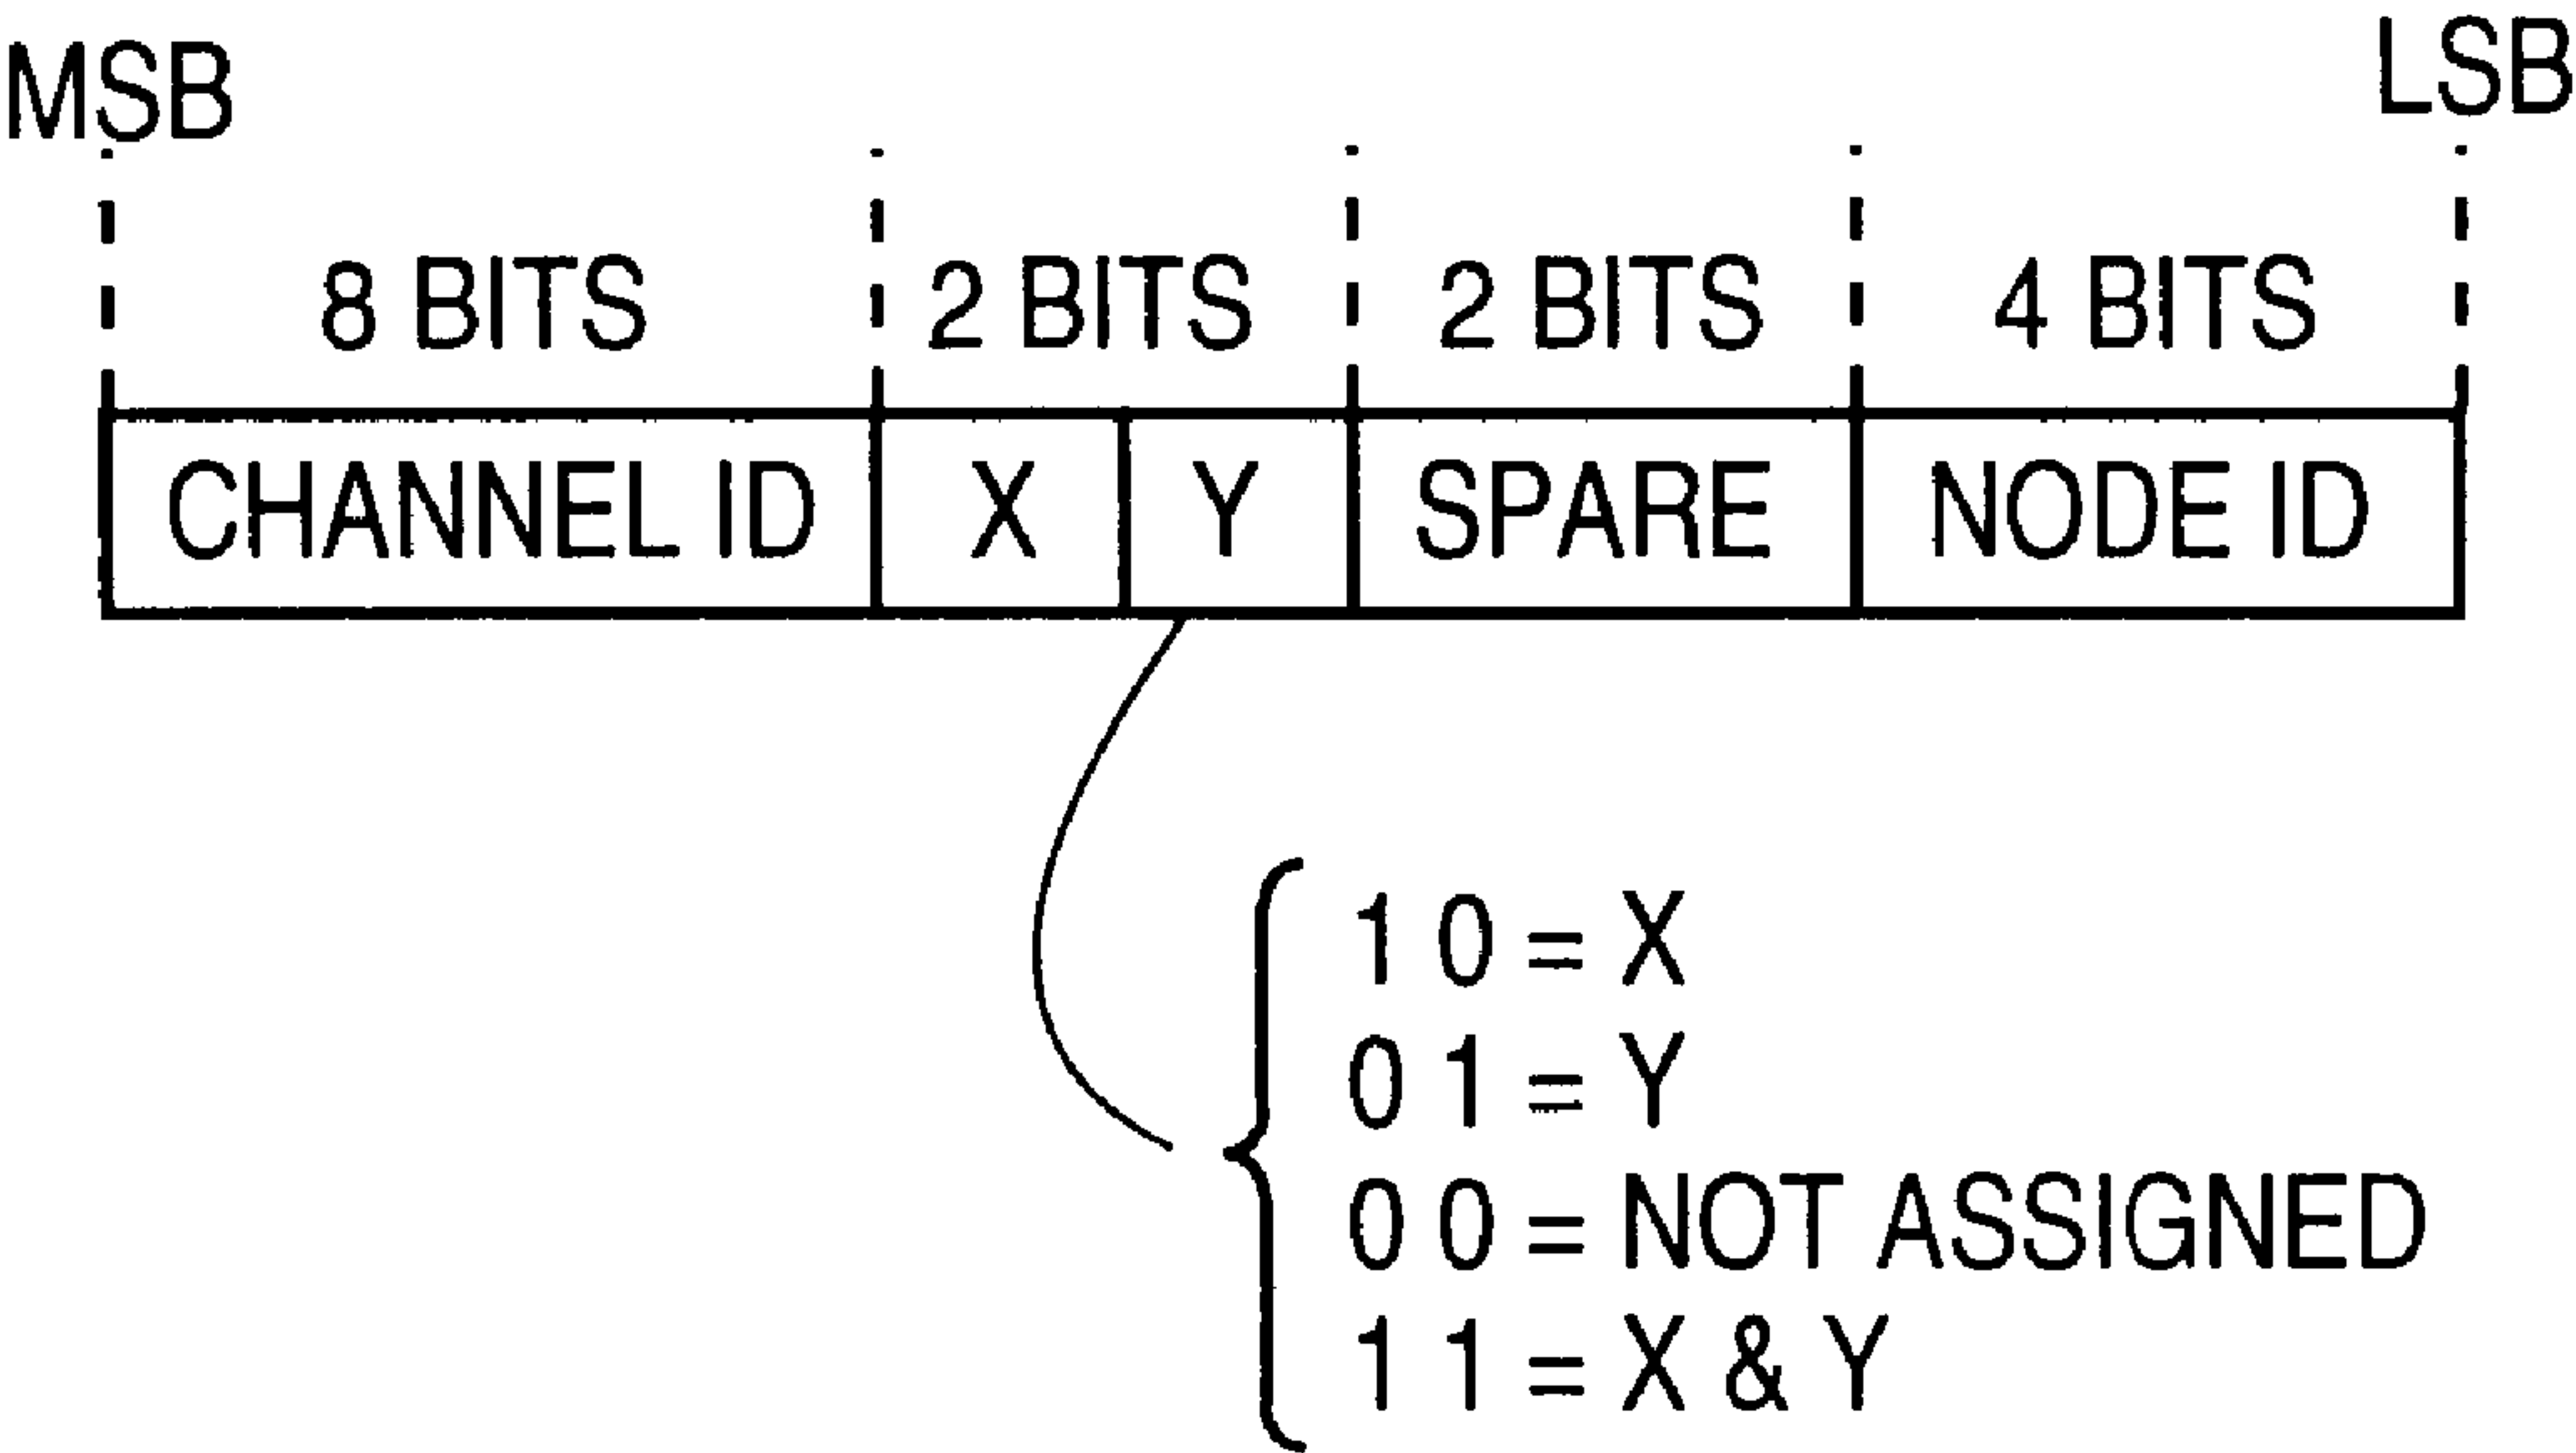 MSB LSB
8 BITS 2 BITS 2 BITS 4 BITS
CHANNEL ID X Y SPARE NODE ID
1 0 = X
0 1 = Y
0 0 = NOT ASSIGNED
1 1 = X & Y